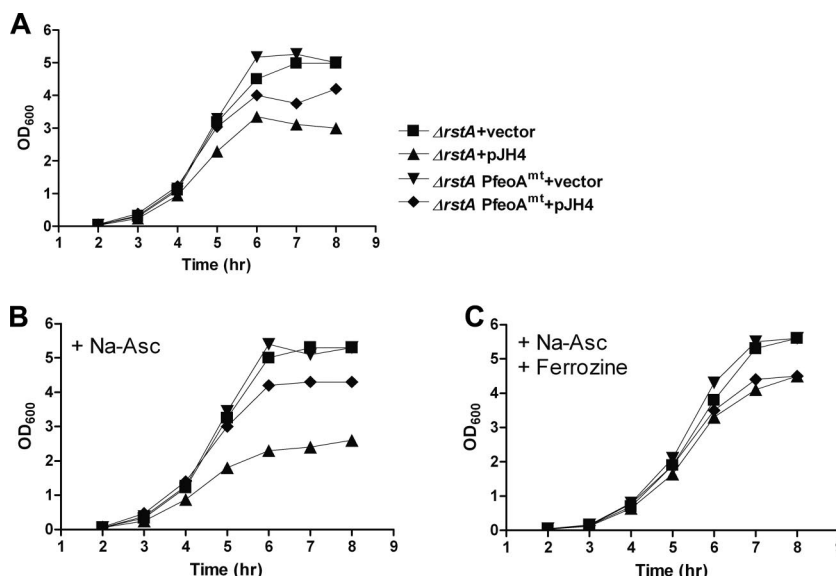 A
OD600
6
5
4
3
2
1
0
1 2 3 4 5 6 7 8 9
Time (hr)
ΔrstA+vector
ΔrstA+pJH4
ΔrstA PfeoAmt+vector
ΔrstA PfeoAmt+pJH4
B
+ Na-Asc
OD600
6
5
4
3
2
1
0
1 2 3 4 5 6 7 8 9
Time (hr)
C
+ Na-Asc
+ Ferrozine
OD600
6
5
4
3
2
1
0
1 2 3 4 5 6 7 8
Time (hr)